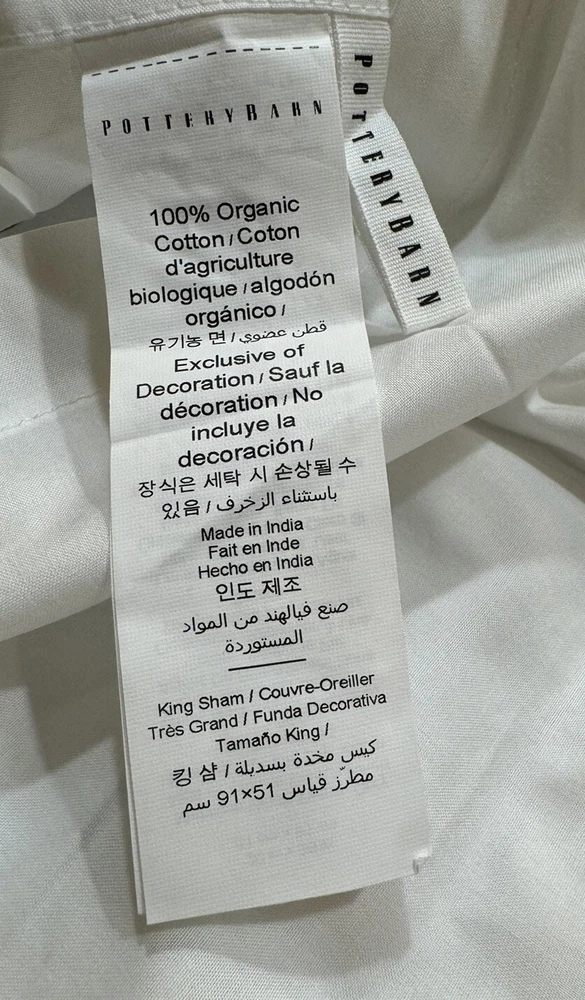 POTTERYBARN
POTTERYBARN
100% Organic
Cotton / Coton
d'agriculture
biologique / algodón
orgánico /
유기농 면 / قطن عضوي
Exclusive of
Decoration / Sauf la
décoration / No
incluye la
decoración /
장식은 세탁 시 손상될 수
있음 / باستثناء الزخرف
Made in India
Fait en Inde
Hecho en India
인도 제조
صنع فيالهند من المواد
المستوردة
King Sham / Couvre-Oreiller
Très Grand / Funda Decorativa
Tamaño King /
킹 샴 / كيس مخدة بسدبلة
مطرّز قياس 51×91 سم